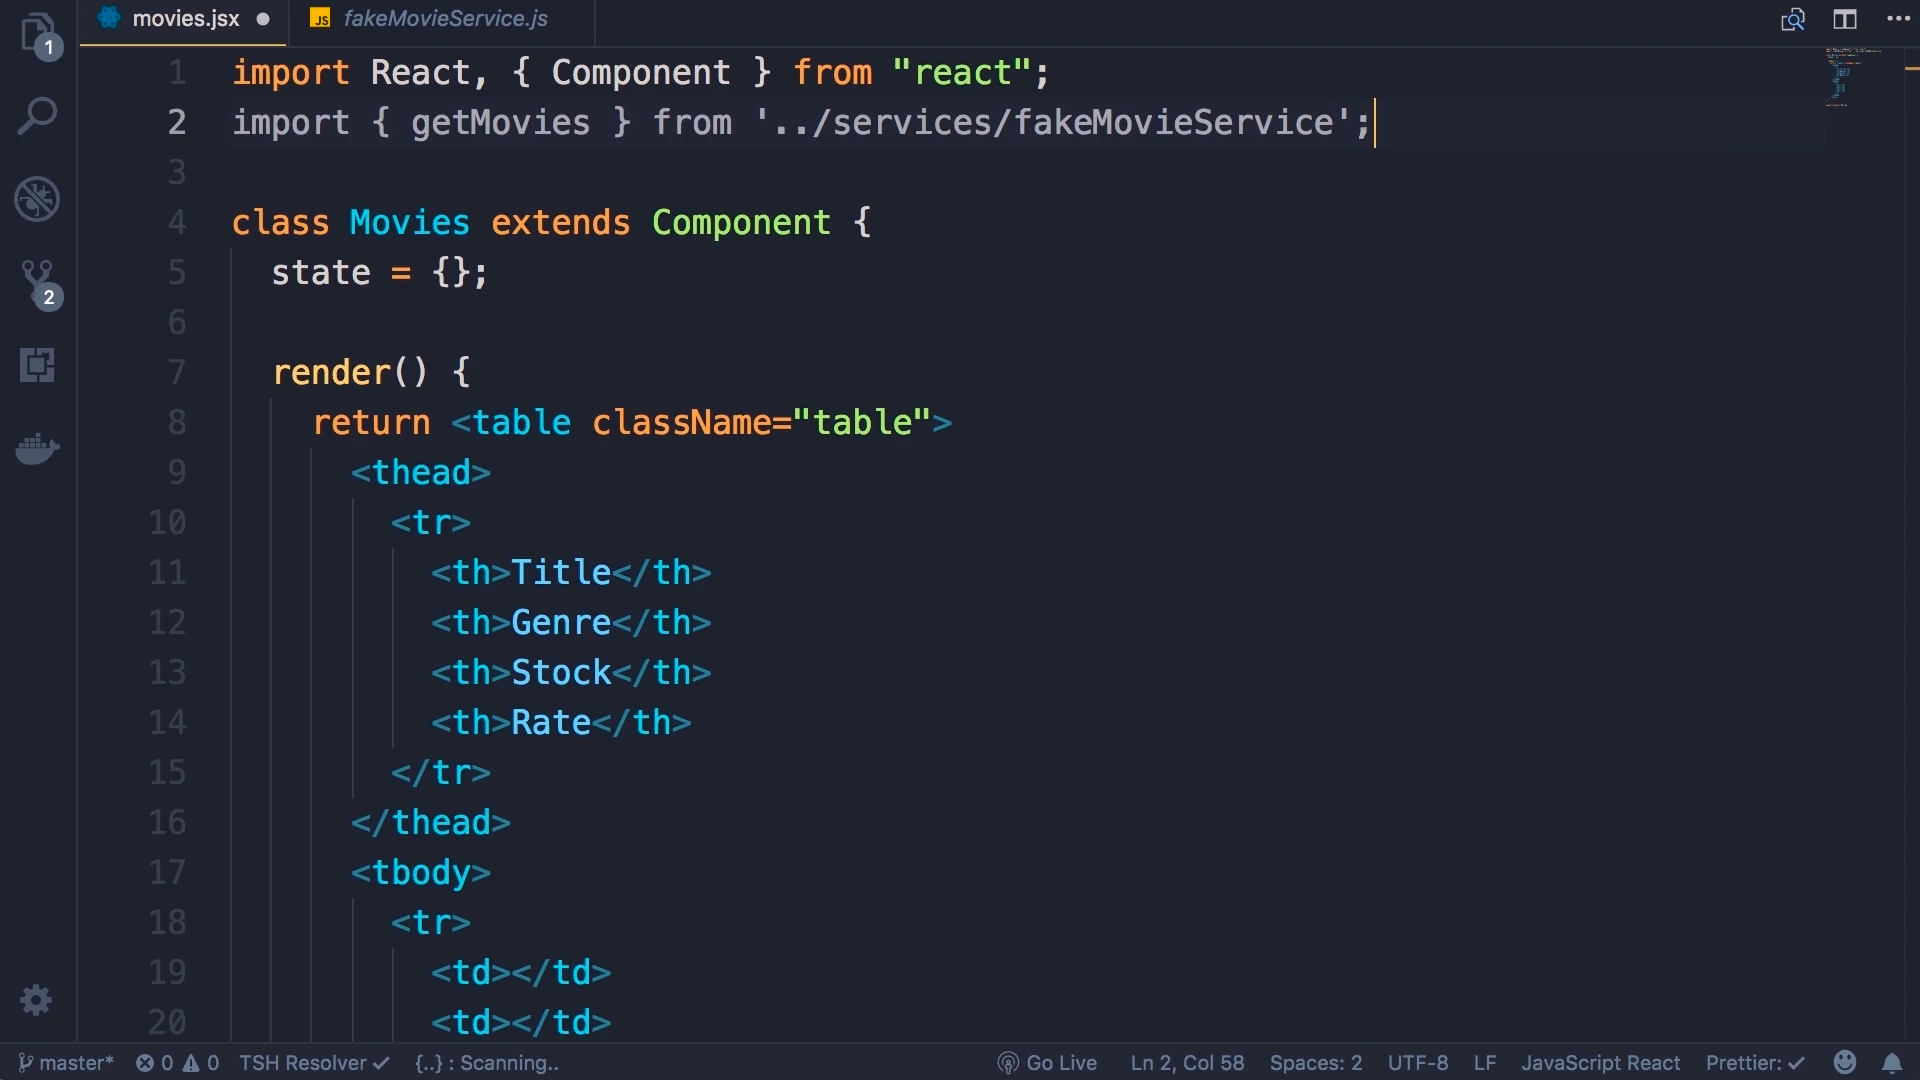 movies.jsx
JS fakeMovieService.js
1
2
1 import React, { Component } from "react";
2 import { getMovies } from '../services/fakeMovieService';
3
4 class Movies extends Component {
5 state = {};
6
7 render() {
8 return <table className="table">
9 <thead>
10 <tr>
11 <th>Title</th>
12 <th>Genre</th>
13 <th>Stock</th>
14 <th>Rate</th>
15 </tr>
16 </thead>
17 <tbody>
18 <tr>
19 <td></td>
20 <td></td>
master* 0 0 TSH Resolver ✓ {..} : Scanning.. Go Live Ln 2, Col 58 Spaces: 2 UTF-8 LF JavaScript React Prettier: ✓